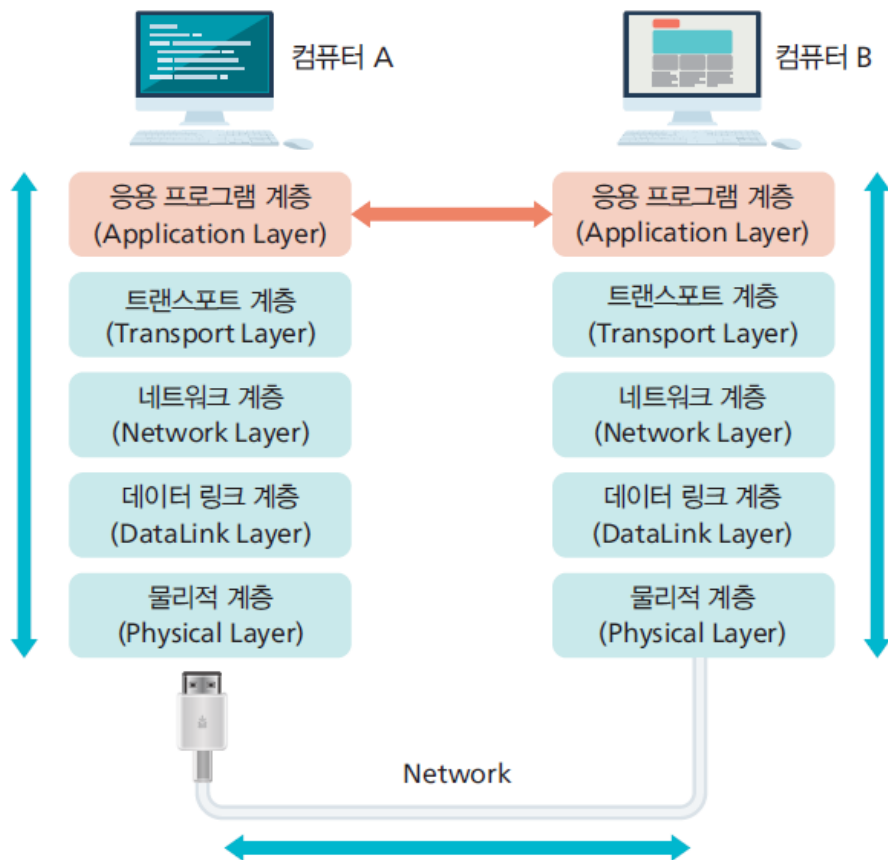 컴퓨터 A
컴퓨터 B
응용 프로그램 계층
(Application Layer)
응용 프로그램 계층
(Application Layer)
트랜스포트 계층
(Transport Layer)
트랜스포트 계층
(Transport Layer)
네트워크 계층
(Network Layer)
네트워크 계층
(Network Layer)
데이터 링크 계층
(DataLink Layer)
데이터 링크 계층
(DataLink Layer)
물리적 계층
(Physical Layer)
물리적 계층
(Physical Layer)
Network